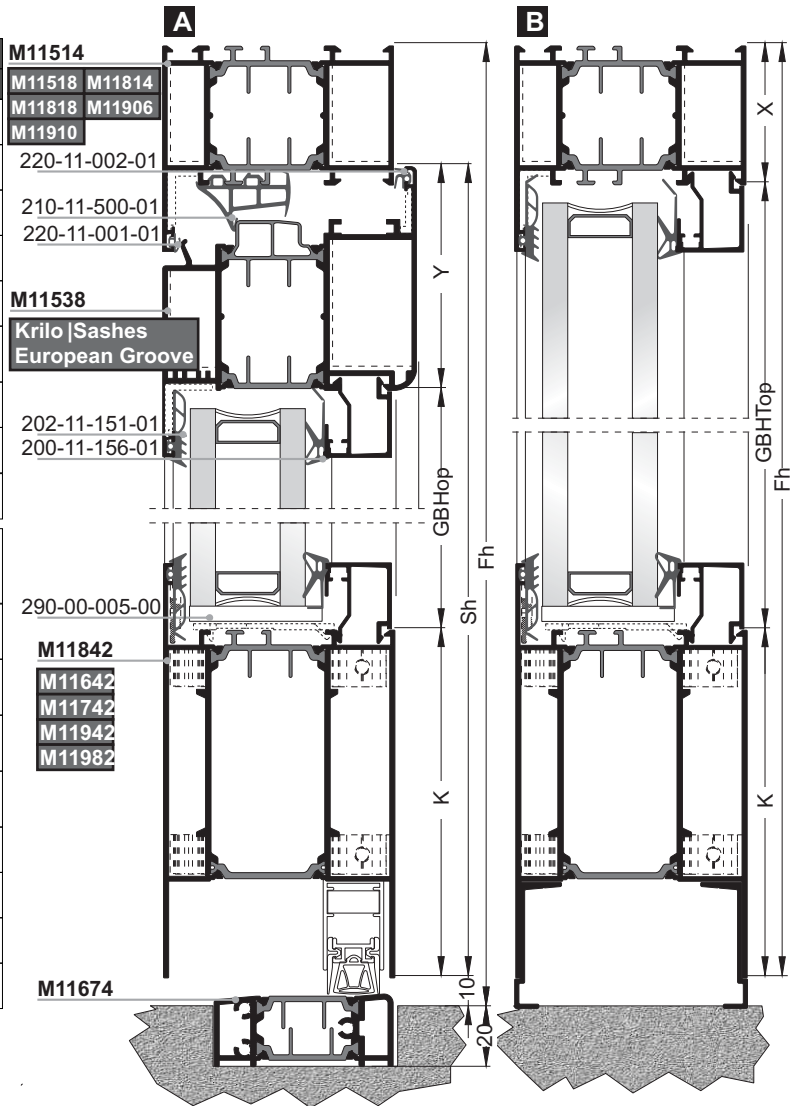 A
B
M11514
M11518 M11814
M11818 M11906
M11910
220-11-002-01
210-11-500-01
220-11-001-01
M11538
Krilo |Sashes
European Groove
202-11-151-01
200-11-156-01
290-00-005-00
M11842
M11642
M11742
M11942
M11982
M11674
Y
GBHop
K
Sh
Fh
10
20
X
GBHTop
K
Fh